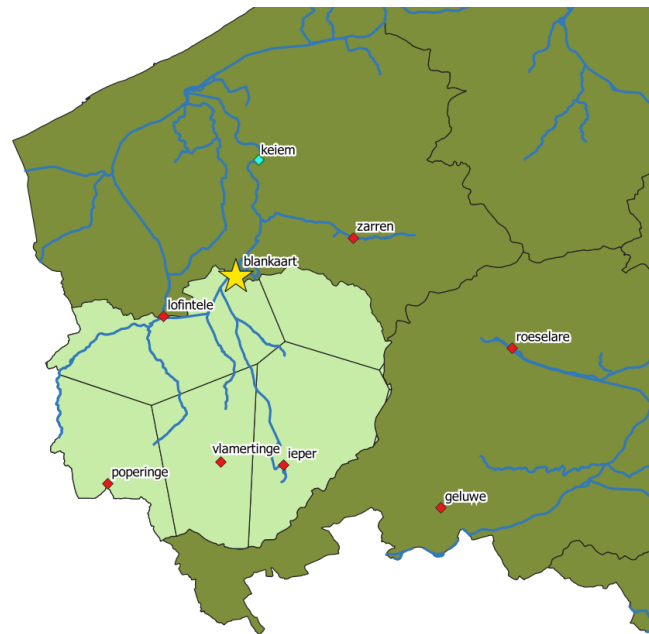 keiem
zarren
blankaart
lofintele
roeselare
vlamertinge
ieper
poperinge
geluwe